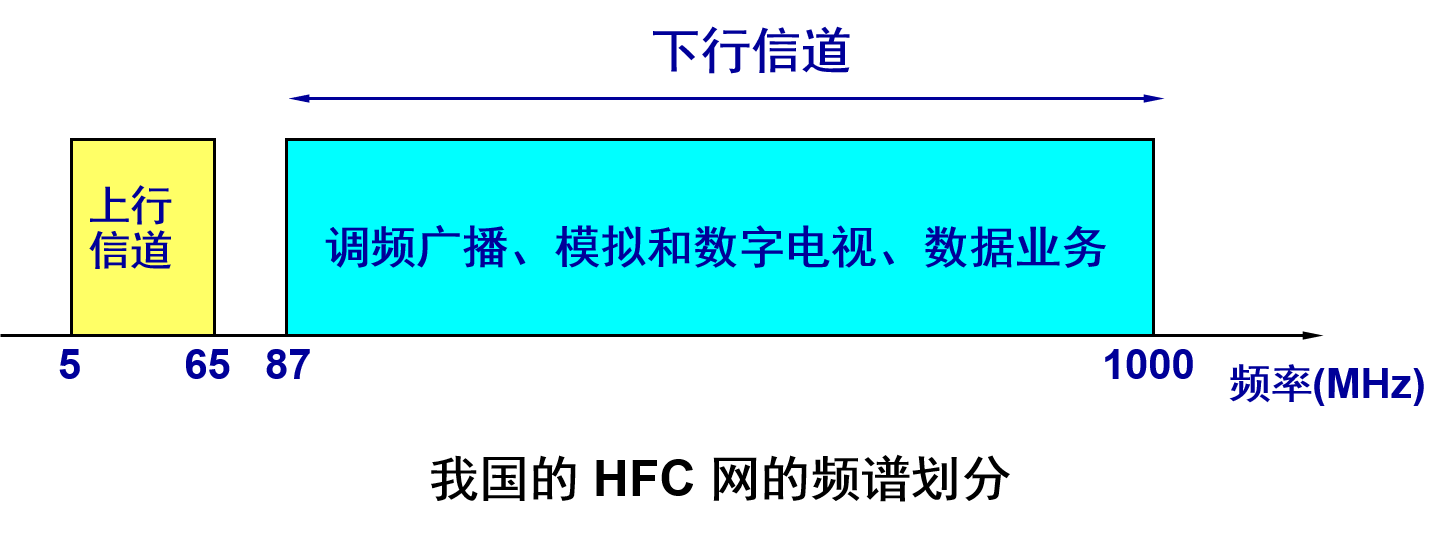 下行信道
上行
信道
调频广播、模拟和数字电视、数据业务
5
65
87
1000
频率(MHz)
我国的 HFC 网的频谱划分